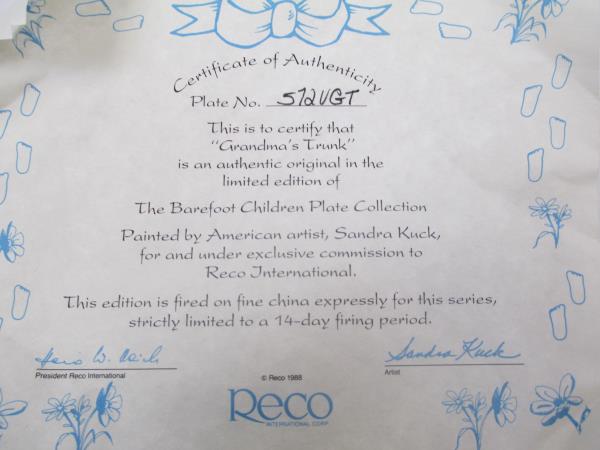 Certificate of Authenticity
Plate No. 572UGT
This is to certify that
"Grandma's Trunk"
is an authentic original in the
limited edition of
The Barefoot Children Plate Collection
Painted by American artist, Sandra Kuck,
for and under exclusive commission to
Reco International.
This edition is fired on fine china expressly for this series,
strictly limited to a 14-day firing period.
Sandra Kuck
President Reco International
Artist
© Reco 1988
Reco
INTERNATIONAL CORP.